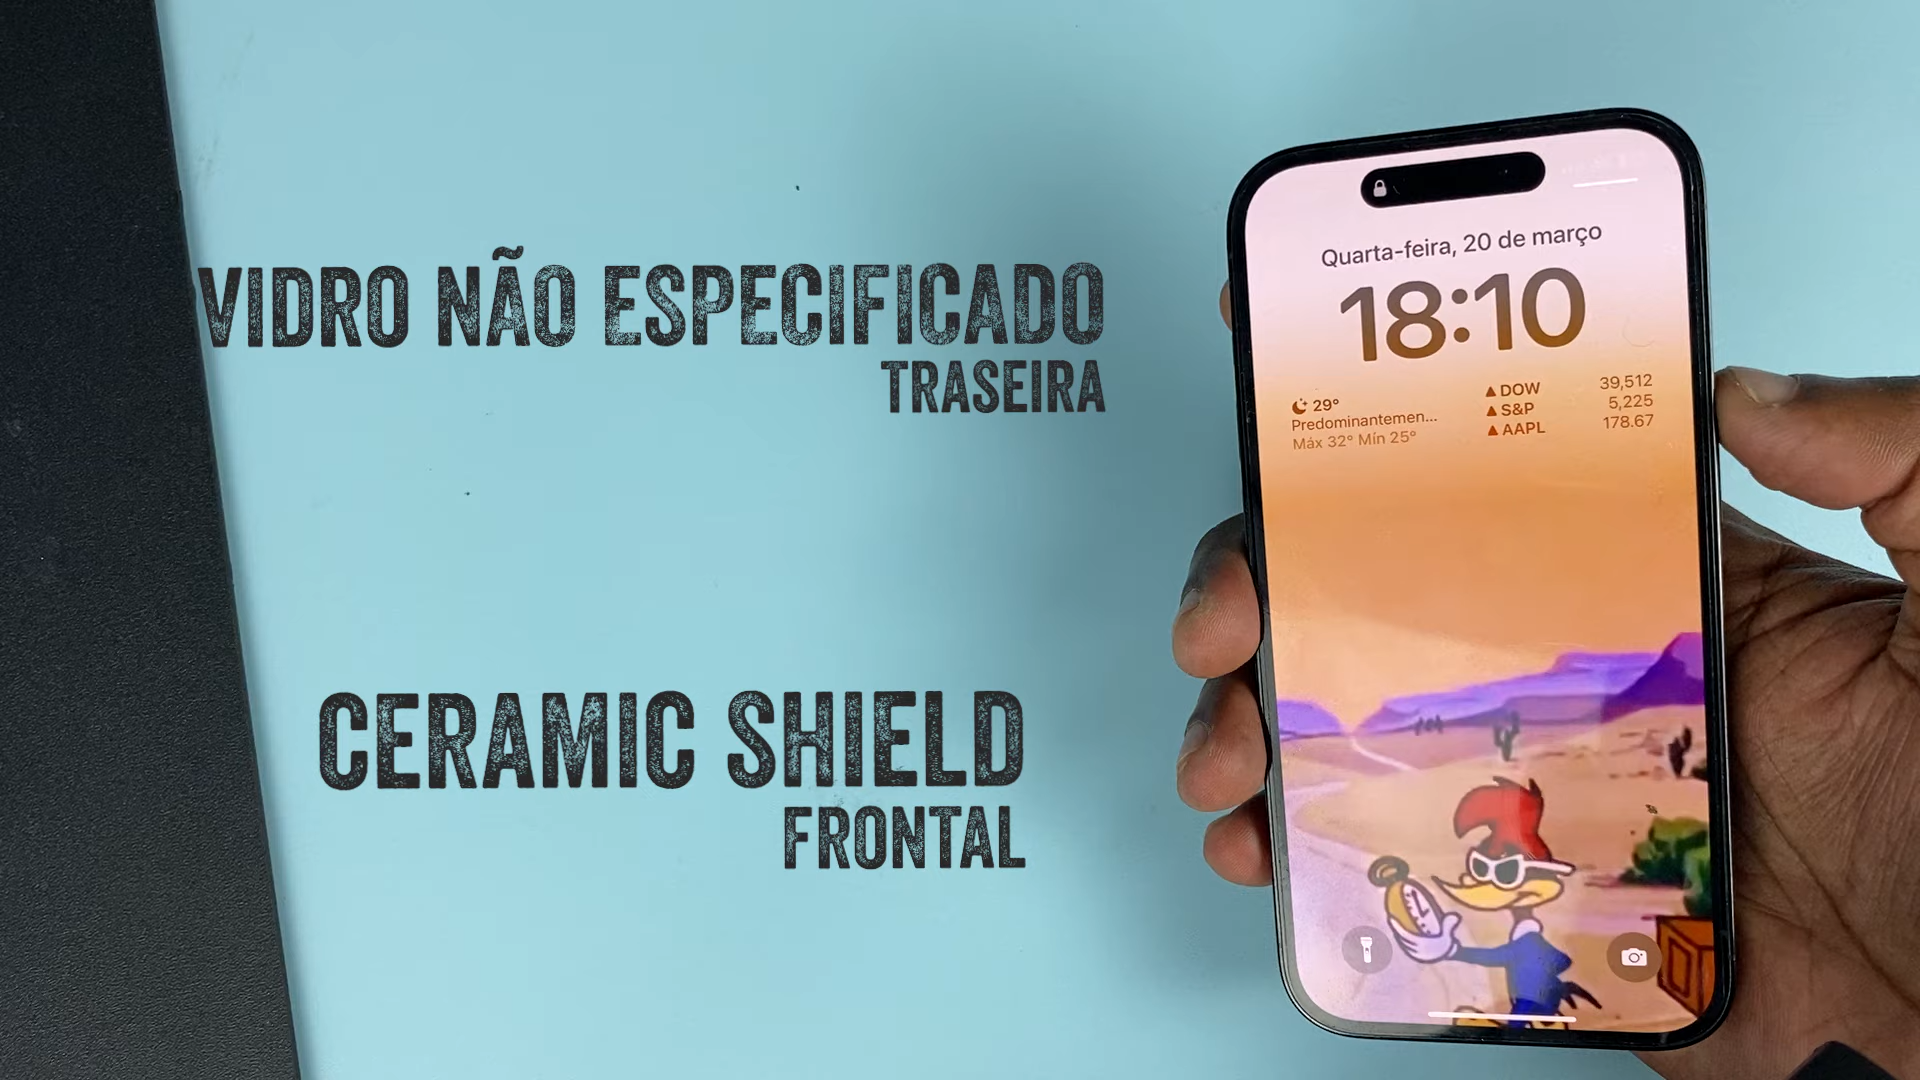 VIDRO NÃO ESPECIFICADO
TRASEIRA
CERAMIC SHIELD
FRONTAL
Quarta-feira, 20 de março
18:10
29°
Predominantemen...
Máx 32° Mín 25°
▲ DOW 39,512
▲ S&P 5,225
▲ AAPL 178.67